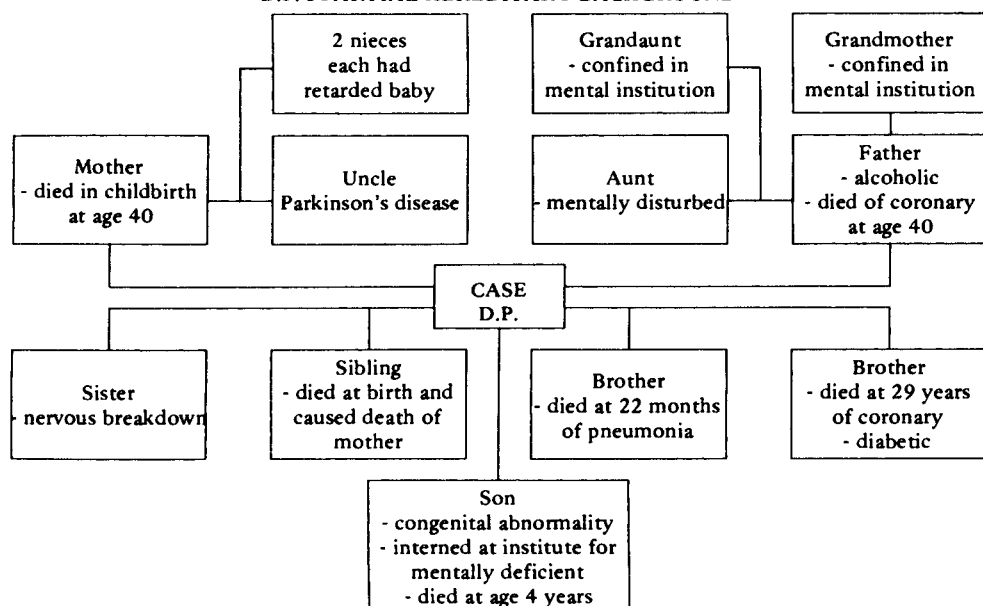 2 nieces
each had
retarded baby
Grandaunt
- confined in
mental institution
Grandmother
- confined in
mental institution
Mother
- died in childbirth
at age 40
Uncle
Parkinson's disease
Aunt
- mentally disturbed
Father
- alcoholic
- died of coronary
at age 40
CASE
D.P.
Sister
- nervous breakdown
Sibling
- died at birth and
caused death of
mother
Brother
- died at 22 months
of pneumonia
Brother
- died at 29 years
of coronary
- diabetic
Son
- congenital abnormality
- interned at institute for
mentally deficient
- died at age 4 years